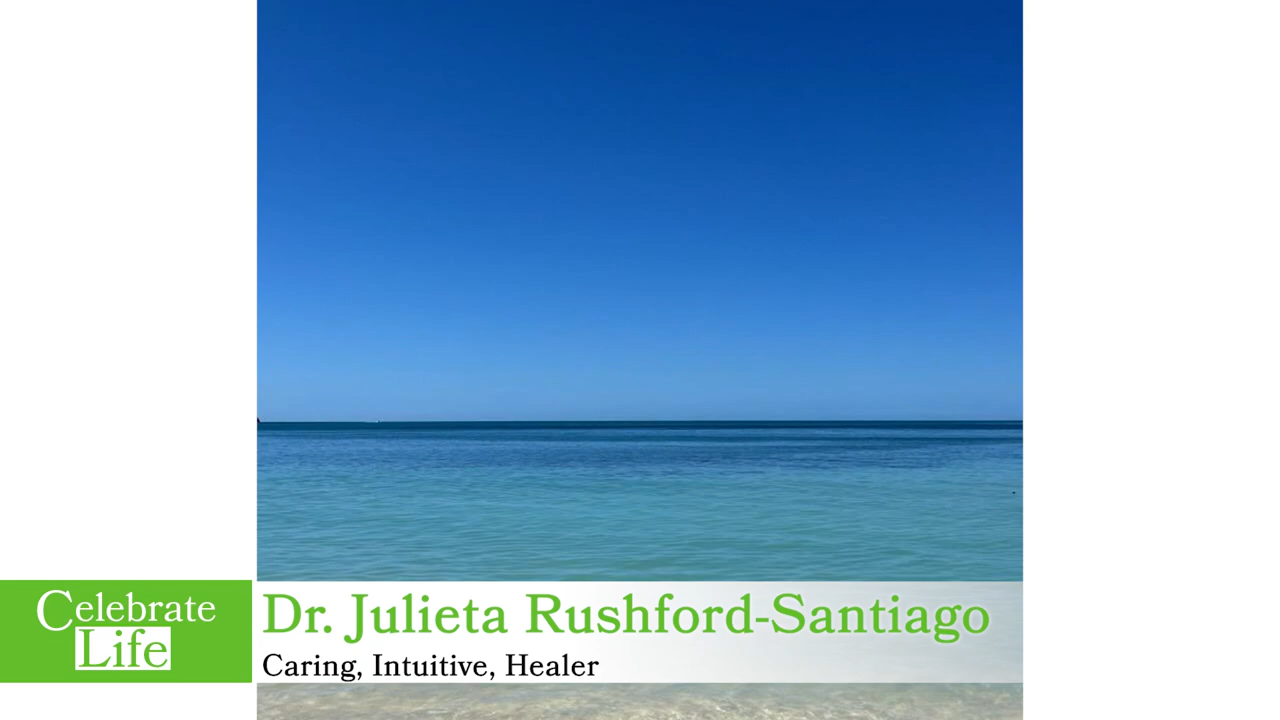 Celebrate
Life
Dr. Julieta Rushford-Santiago
Caring, Intuitive, Healer